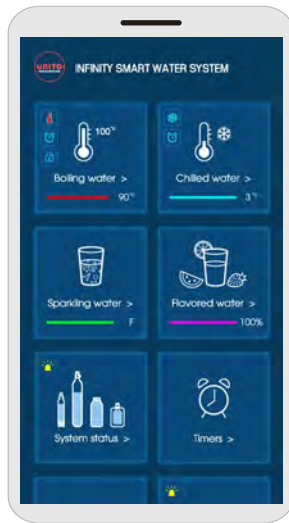 UNITO
INFINITY SMART WATER SYSTEM
100°
Boiling water >
90°
Chilled water >
3°
Sparkling water >
F
Flavored water >
100%
System status >
Timers >